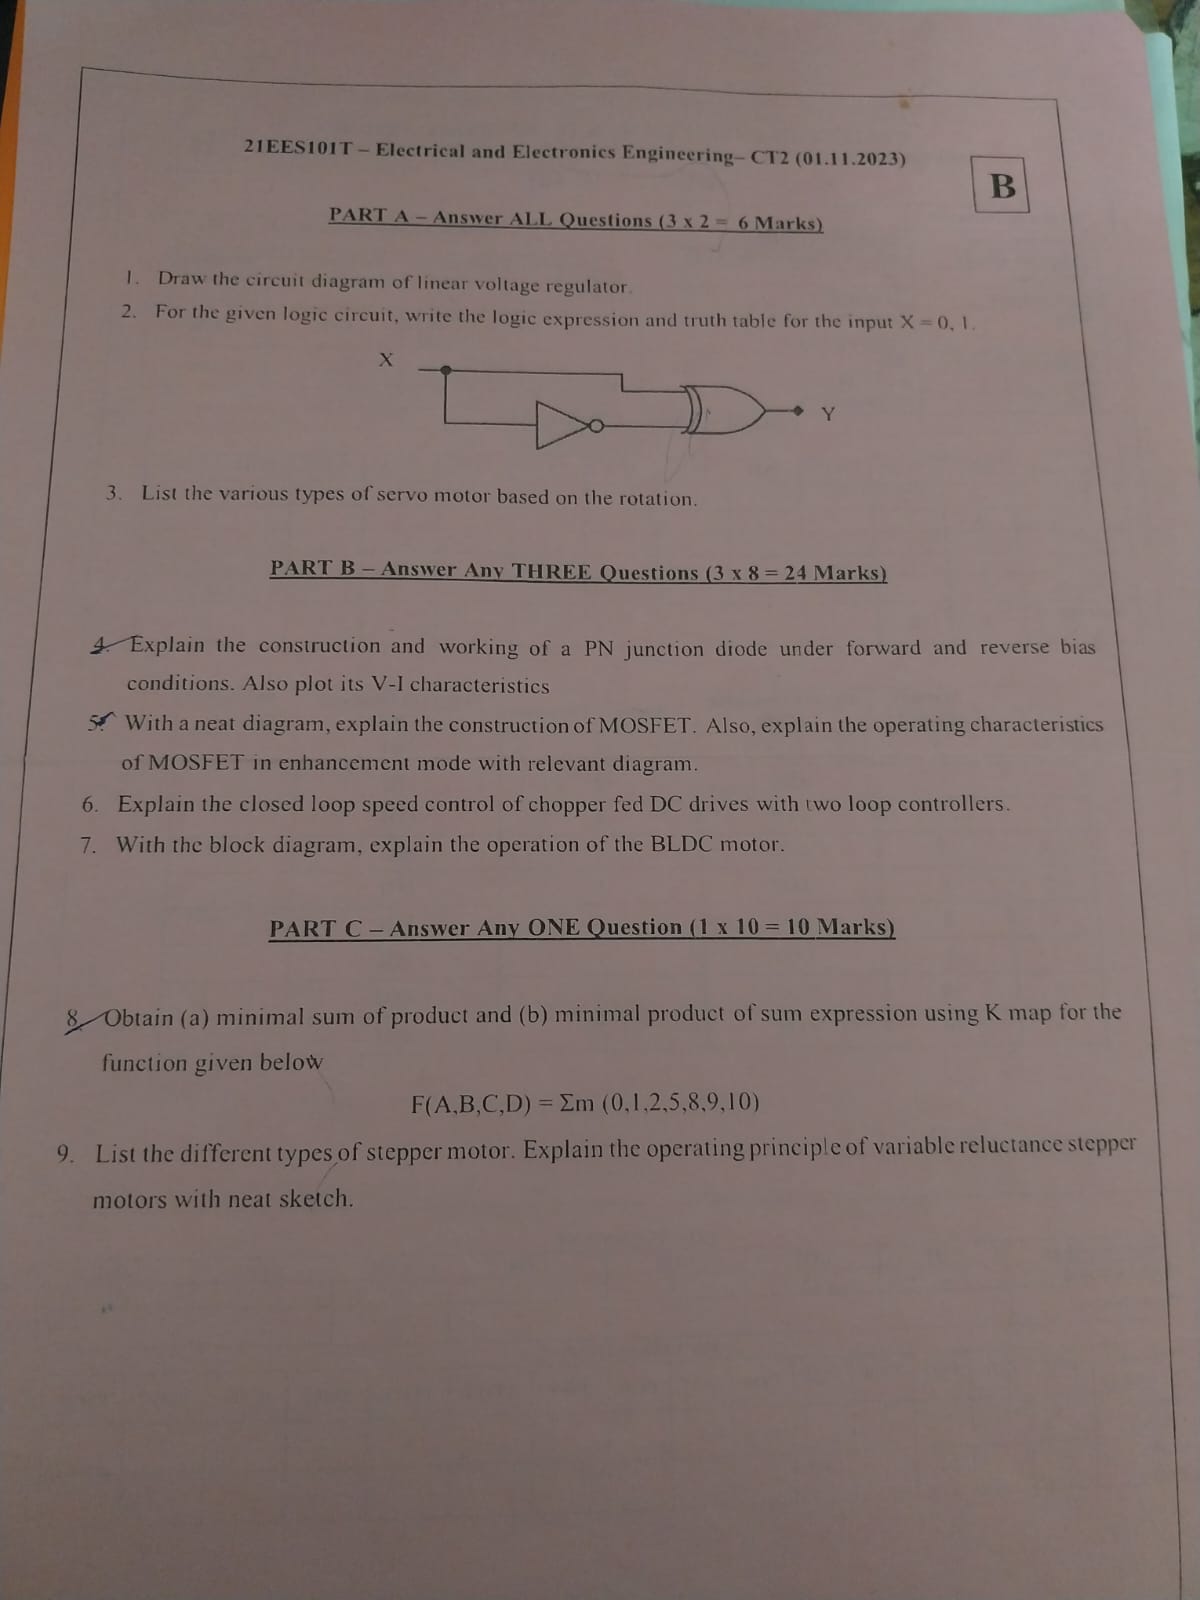 21EES101T – Electrical and Electronics Engineering– CT2 (01.11.2023)
B
PART A – Answer ALL Questions (3 x 2 = 6 Marks)
1. Draw the circuit diagram of linear voltage regulator.
2. For the given logic circuit, write the logic expression and truth table for the input X = 0, 1.
X
Y
3. List the various types of servo motor based on the rotation.
PART B – Answer Any THREE Questions (3 x 8 = 24 Marks)
4. Explain the construction and working of a PN junction diode under forward and reverse bias
conditions. Also plot its V-I characteristics
5. With a neat diagram, explain the construction of MOSFET. Also, explain the operating characteristics
of MOSFET in enhancement mode with relevant diagram.
6. Explain the closed loop speed control of chopper fed DC drives with two loop controllers.
7. With the block diagram, explain the operation of the BLDC motor.
PART C – Answer Any ONE Question (1 x 10 = 10 Marks)
8. Obtain (a) minimal sum of product and (b) minimal product of sum expression using K map for the
function given below
F(A,B,C,D) = Σm (0,1,2,5,8,9,10)
9. List the different types of stepper motor. Explain the operating principle of variable reluctance stepper
motors with neat sketch.